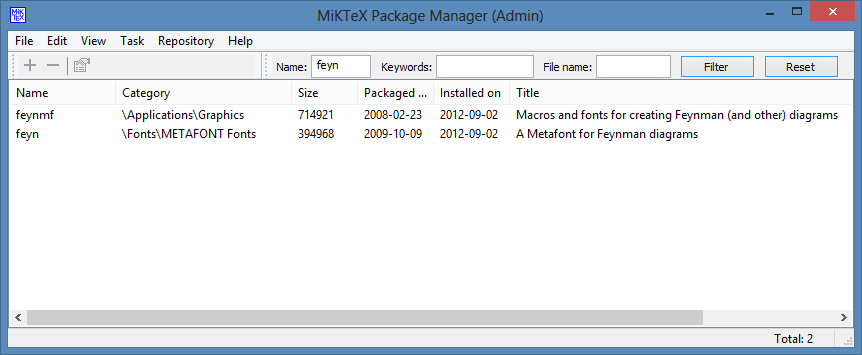 MiKTeX Package Manager (Admin)
File Edit View Task Repository Help
Name: feyn Keywords: File name: Filter Reset
Name Category Size Packaged ... Installed on Title
feynmf \Applications\Graphics 714921 2008-02-23 2012-09-02 Macros and fonts for creating Feynman (and other) diagrams
feyn \Fonts\METAFONT Fonts 394968 2009-10-09 2012-09-02 A Metafont for Feynman diagrams
Total: 2